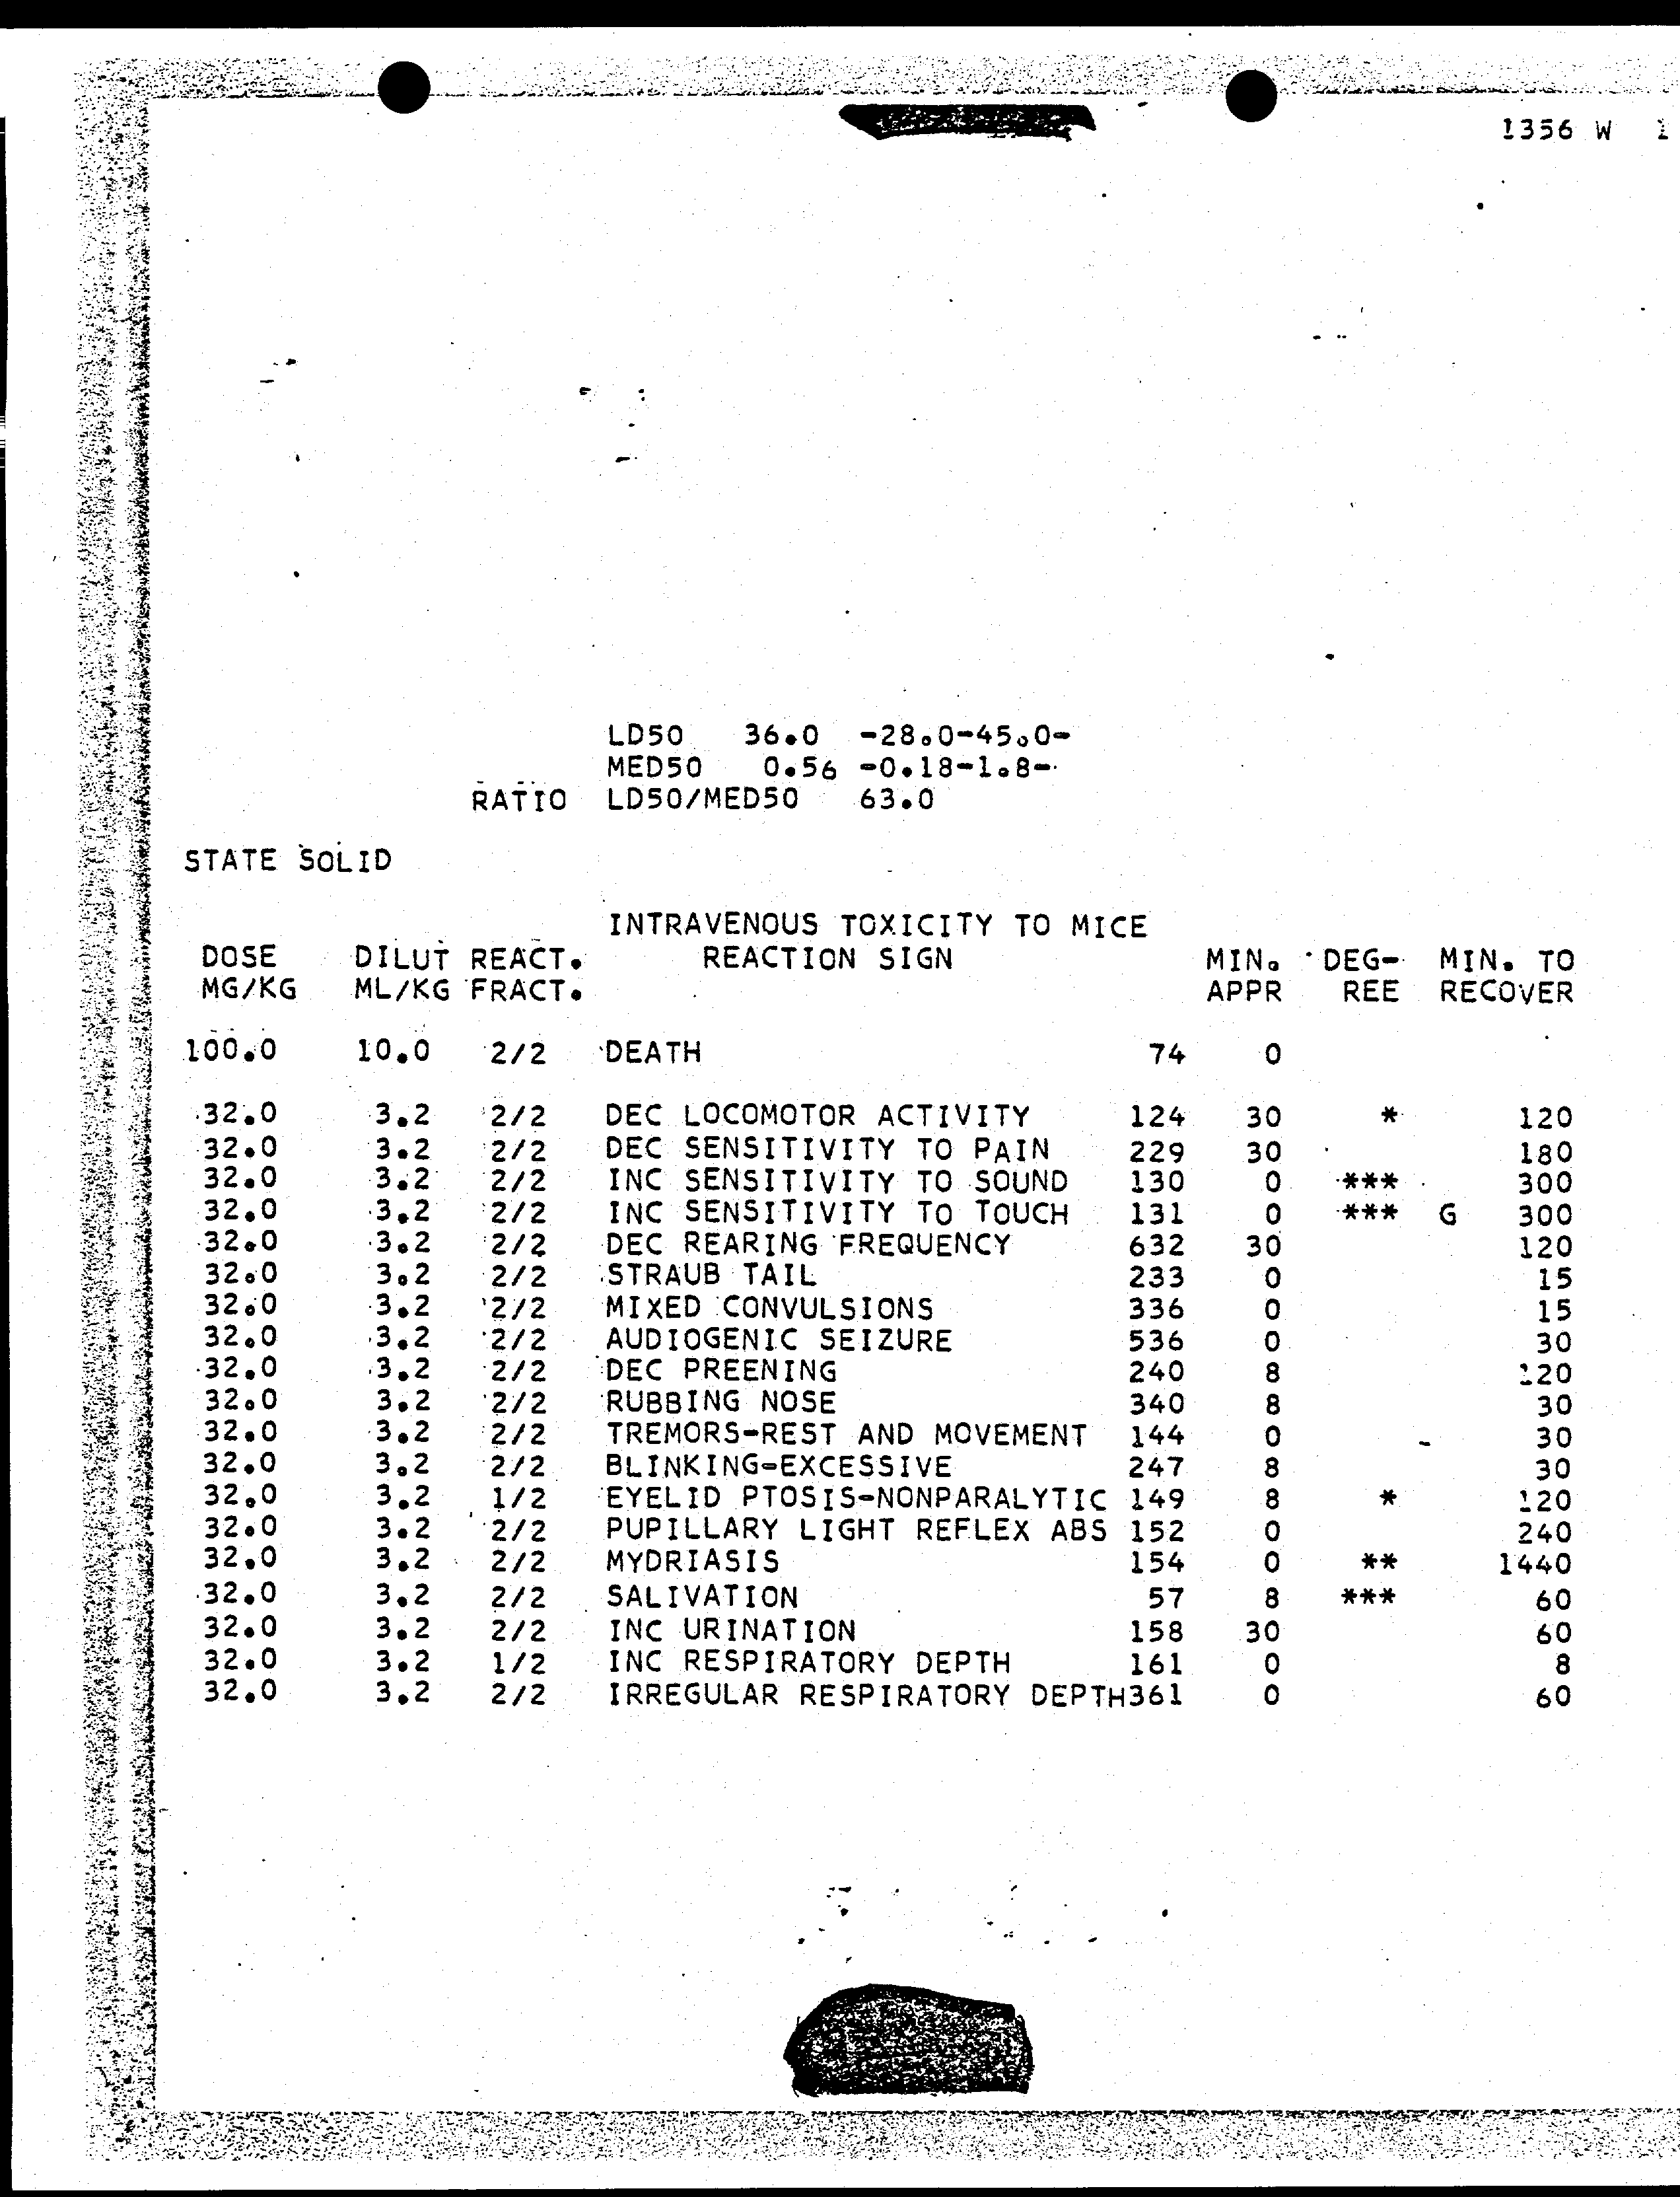 1356 W 1
LD50 36.0 -28.0-45.0-
MED50 0.56 -0.18-1.8-
RATIO LD50/MED50 63.0
STATE SOLID
INTRAVENOUS TOXICITY TO MICE
DOSE DILUT REACT. REACTION SIGN MIN. DEG- MIN. TO
MG/KG ML/KG FRACT. APPR REE RECOVER
100.0 10.0 2/2 DEATH 74 0
32.0 3.2 2/2 DEC LOCOMOTOR ACTIVITY 124 30 * 120
32.0 3.2 2/2 DEC SENSITIVITY TO PAIN 229 30 180
32.0 3.2 2/2 INC SENSITIVITY TO SOUND 130 0 *** 300
32.0 3.2 2/2 INC SENSITIVITY TO TOUCH 131 0 *** G 300
32.0 3.2 2/2 DEC REARING FREQUENCY 632 30 120
32.0 3.2 2/2 STRAUB TAIL 233 0 15
32.0 3.2 2/2 MIXED CONVULSIONS 336 0 15
32.0 3.2 2/2 AUDIOGENIC SEIZURE 536 0 30
32.0 3.2 2/2 DEC PREENING 240 8 120
32.0 3.2 2/2 RUBBING NOSE 340 8 30
32.0 3.2 2/2 TREMORS-REST AND MOVEMENT 144 0 30
32.0 3.2 2/2 BLINKING-EXCESSIVE 247 8 30
32.0 3.2 1/2 EYELID PTOSIS-NONPARALYTIC 149 8 * 120
32.0 3.2 2/2 PUPILLARY LIGHT REFLEX ABS 152 0 240
32.0 3.2 2/2 MYDRIASIS 154 0 ** 1440
32.0 3.2 2/2 SALIVATION 57 8 *** 60
32.0 3.2 2/2 INC URINATION 158 30 60
32.0 3.2 1/2 INC RESPIRATORY DEPTH 161 0 8
32.0 3.2 2/2 IRREGULAR RESPIRATORY DEPTH361 0 60